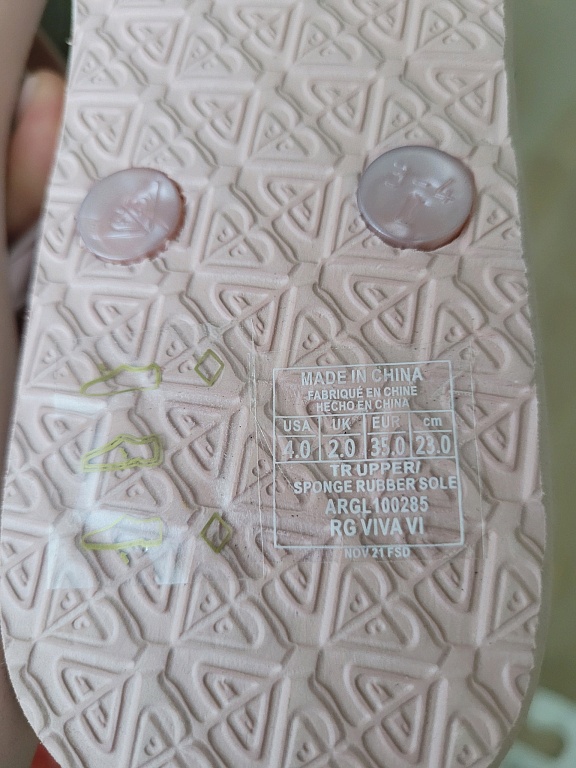 MADE IN CHINA
FABRIQUÉ EN CHINE
HECHO EN CHINA
USA UK EUR cm
4.0 2.0 35.0 23.0
TR UPPER/
SPONGE RUBBER SOLE
ARGL100285
RG VIVA VI
NOV 21 FSD